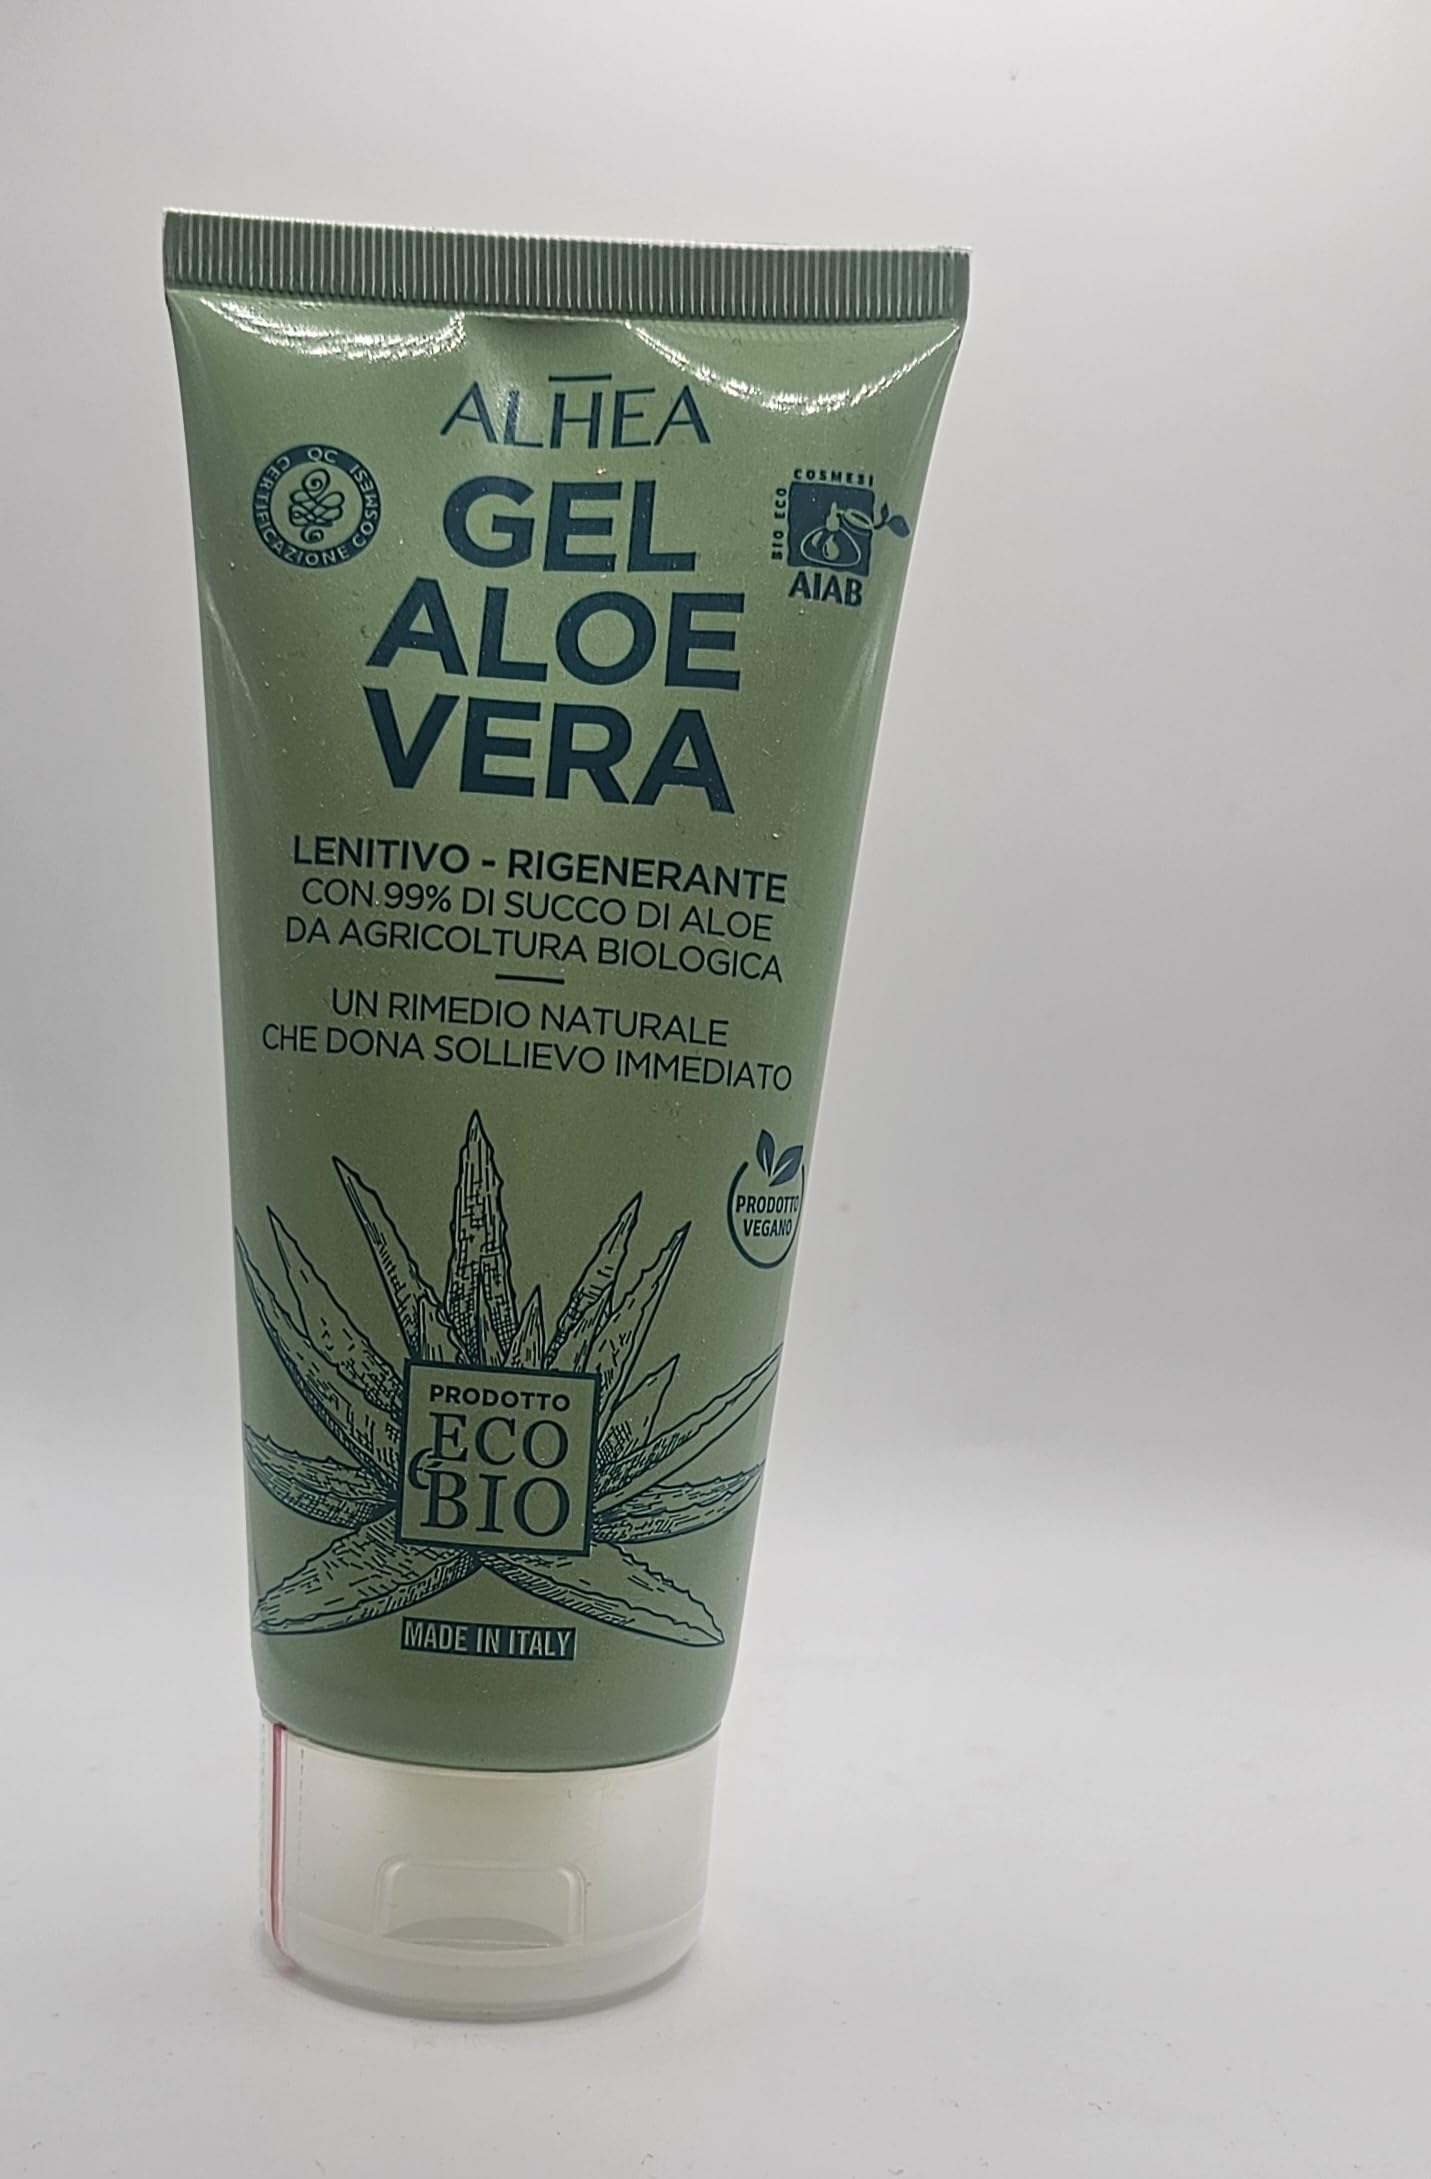 ALHEA
QC CERTIFICAZIONE COSMESI
BIO ECO COSMESI
AIAB
GEL
ALOE
VERA
LENITIVO - RIGENERANTE
CON 99% DI SUCCO DI ALOE
DA AGRICOLTURA BIOLOGICA
UN RIMEDIO NATURALE
CHE DONA SOLLIEVO IMMEDIATO
PRODOTTO
VEGANO
PRODOTTO
ECO
e BIO
MADE IN ITALY